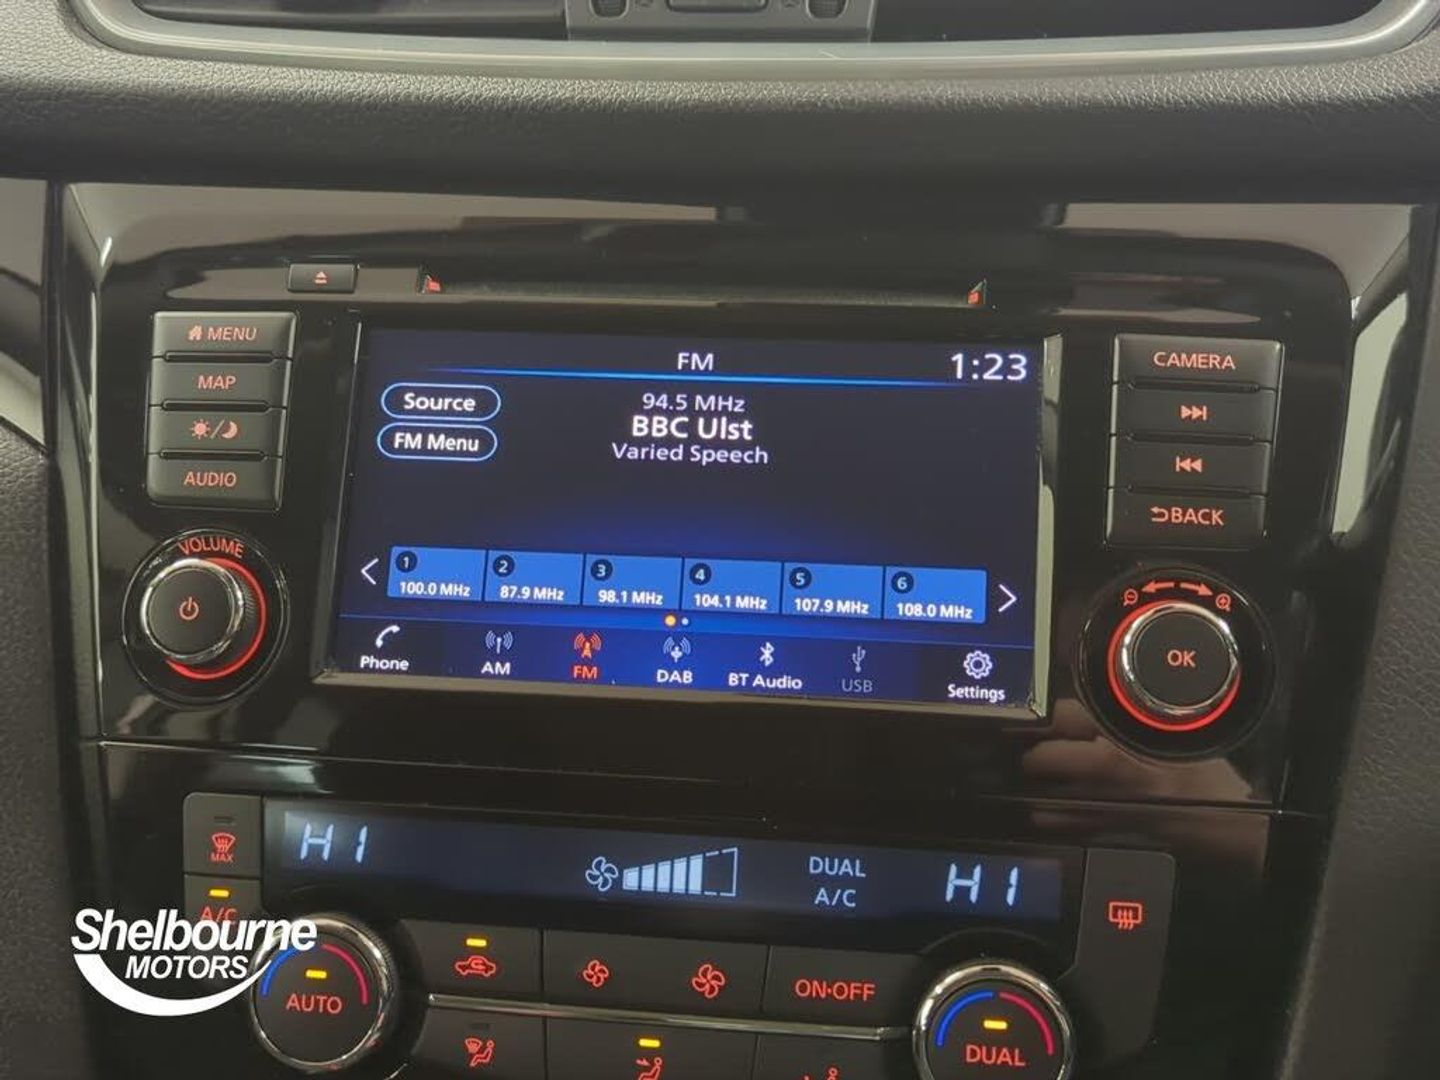 MENU
MAP
AUDIO
VOLUME
FM
1:23
Source
FM Menu
94.5 MHz
BBC Ulst
Varied Speech
1
100.0 MHz
2
87.9 MHz
3
98.1 MHz
4
104.1 MHz
5
107.9 MHz
6
108.0 MHz
Phone
AM
FM
DAB
BT Audio
USB
Settings
CAMERA
BACK
OK
MAX
HI
DUAL
A/C
HI
A/C
AUTO
ON·OFF
DUAL
Shelbourne
MOTORS